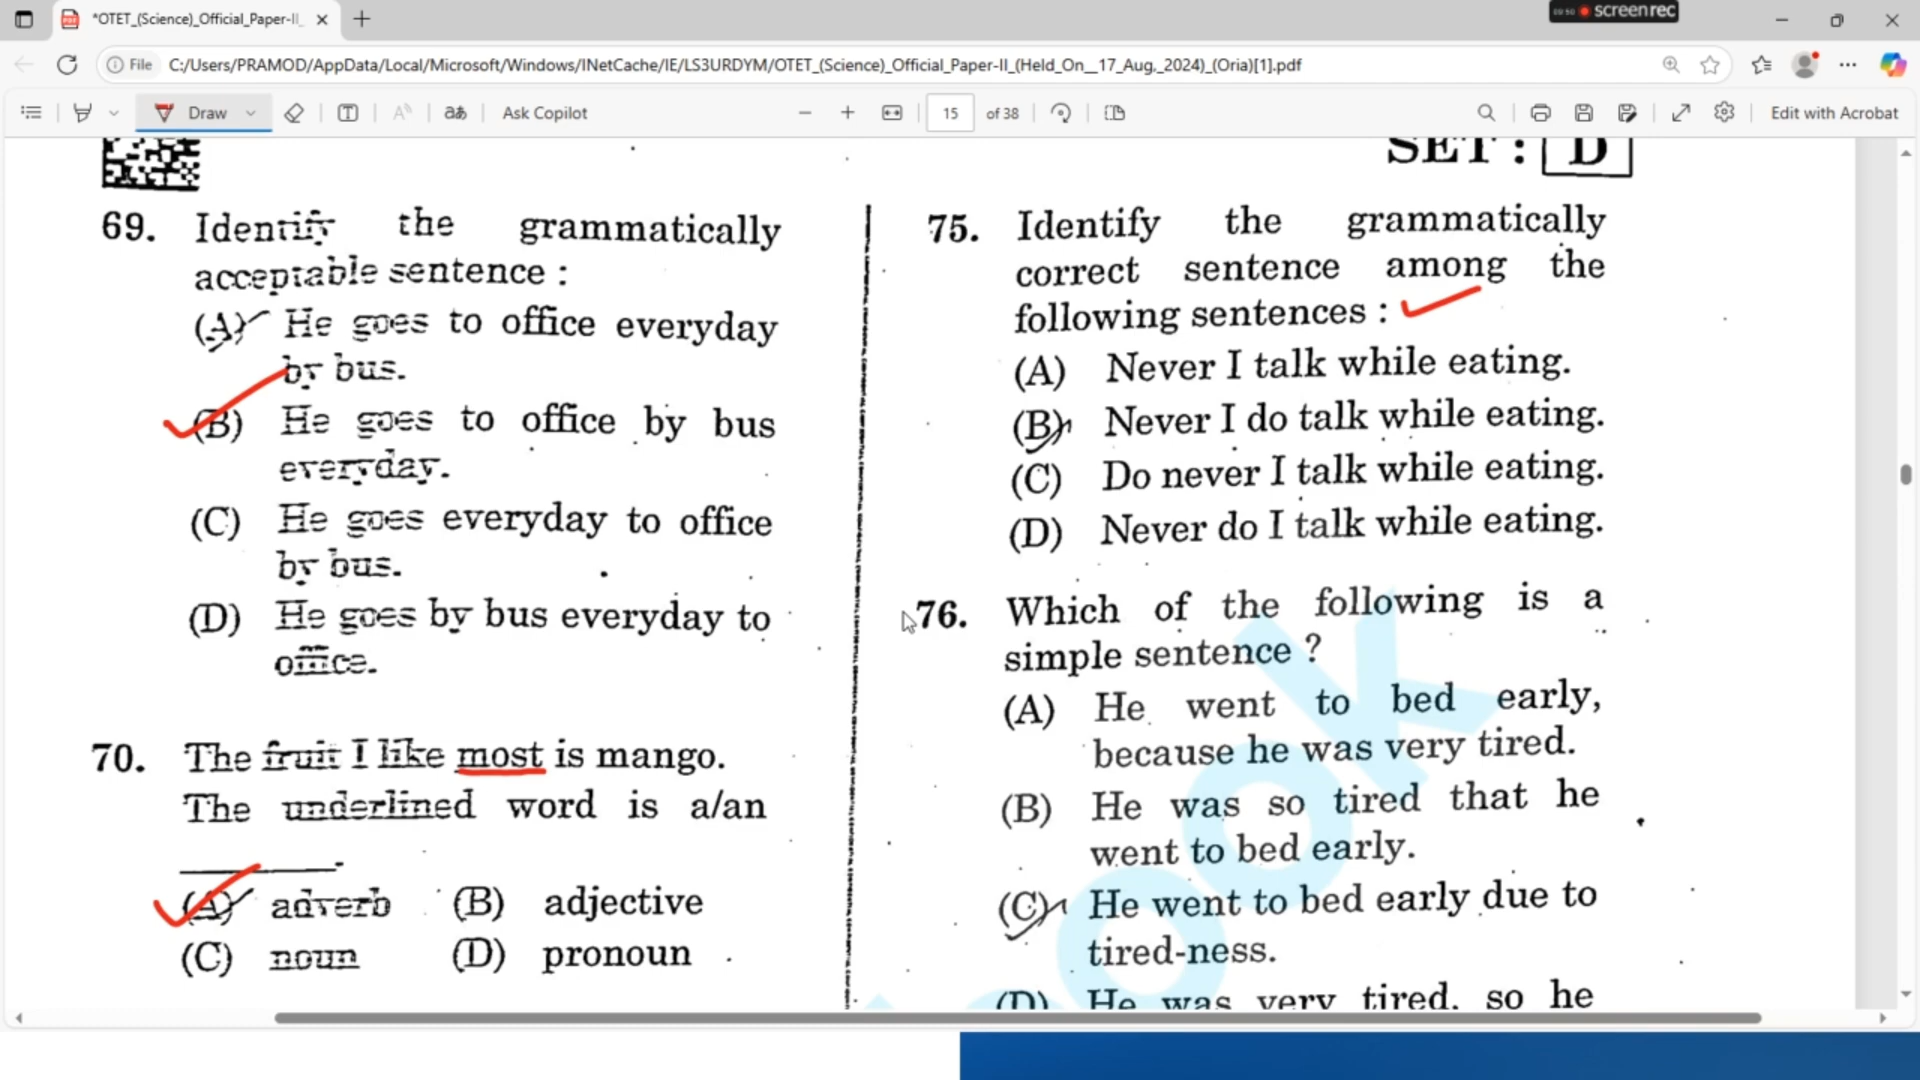 *OTET_(Science)_Official_Paper-II_
09:50 screenrec
File C:/Users/PRAMOD/AppData/Local/Microsoft/Windows/INetCache/IE/LS3URDYM/OTET_(Science)_Official_Paper-II_(Held_On__17_Aug,_2024)_(Oria)[1].pdf
Draw Ask Copilot 15 of 38 Edit with Acrobat
SET : D
69. Identify the grammatically
acceptable sentence :
(A) He goes to office everyday
by bus.
(B) He goes to office by bus
everyday.
(C) He goes everyday to office
by bus.
(D) He goes by bus everyday to
office.
70. The fruit I like most is mango.
The underlined word is a/an
(A) adverb (B) adjective
(C) noun (D) pronoun
75. Identify the grammatically
correct sentence among the
following sentences :
(A) Never I talk while eating.
(B) Never I do talk while eating.
(C) Do never I talk while eating.
(D) Never do I talk while eating.
76. Which of the following is a
simple sentence ?
(A) He went to bed early,
because he was very tired.
(B) He was so tired that he
went to bed early.
(C) He went to bed early due to
tired-ness.
(D) He was very tired, so he
ook